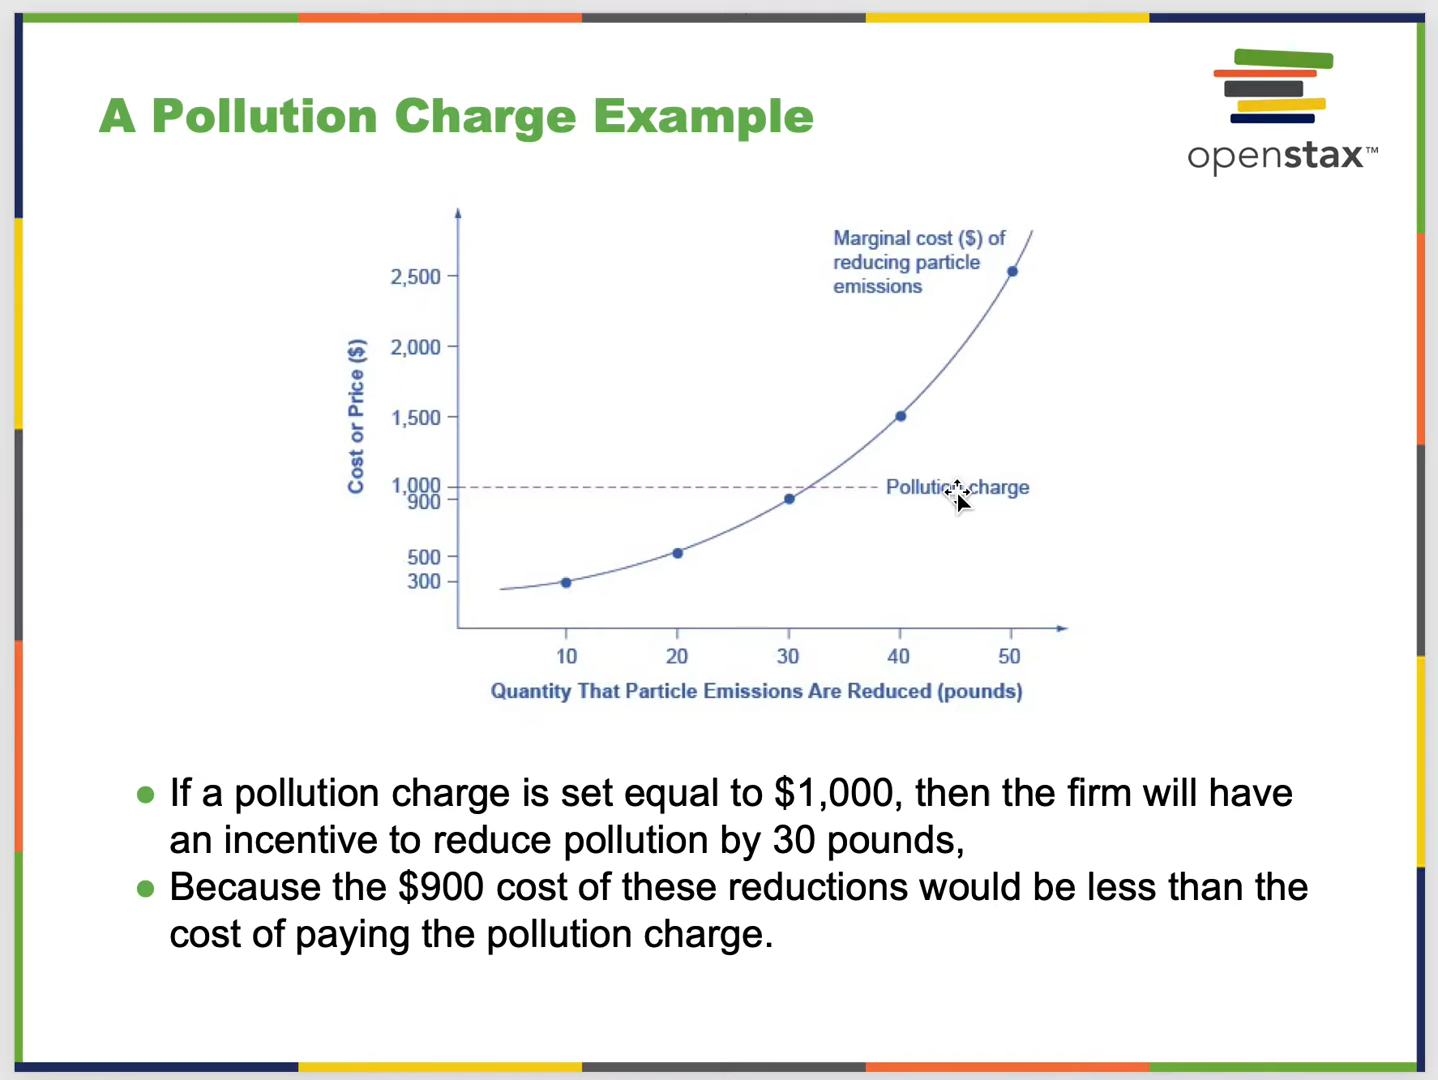 A Pollution Charge Example
openstax™
Marginal cost ($) of
reducing particle
emissions
2,500
2,000
1,500
1,000
900
500
300
Cost or Price ($)
Pollution charge
10 20 30 40 50
Quantity That Particle Emissions Are Reduced (pounds)
● If a pollution charge is set equal to $1,000, then the firm will have
an incentive to reduce pollution by 30 pounds,
● Because the $900 cost of these reductions would be less than the
cost of paying the pollution charge.